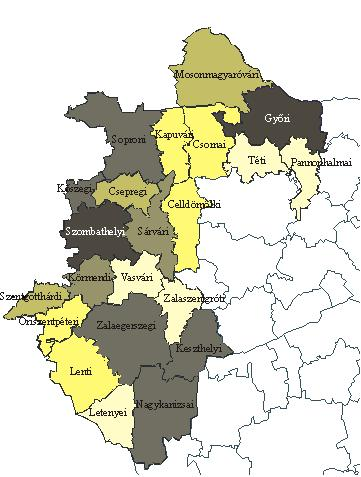 Mosonmagyaróvári
Győri
Soproni
Kapuvári
Csornai
Téti
Pannonhalmai
Kőszegi
Csepregi
Celldömölki
Szombathelyi
Sárvári
Körmendi
Vasvári
Szentgotthárdi
Zalaszentgróti
Őriszentpéteri
Zalaegerszegi
Keszthelyi
Lenti
Letenyei
Nagykanizsai